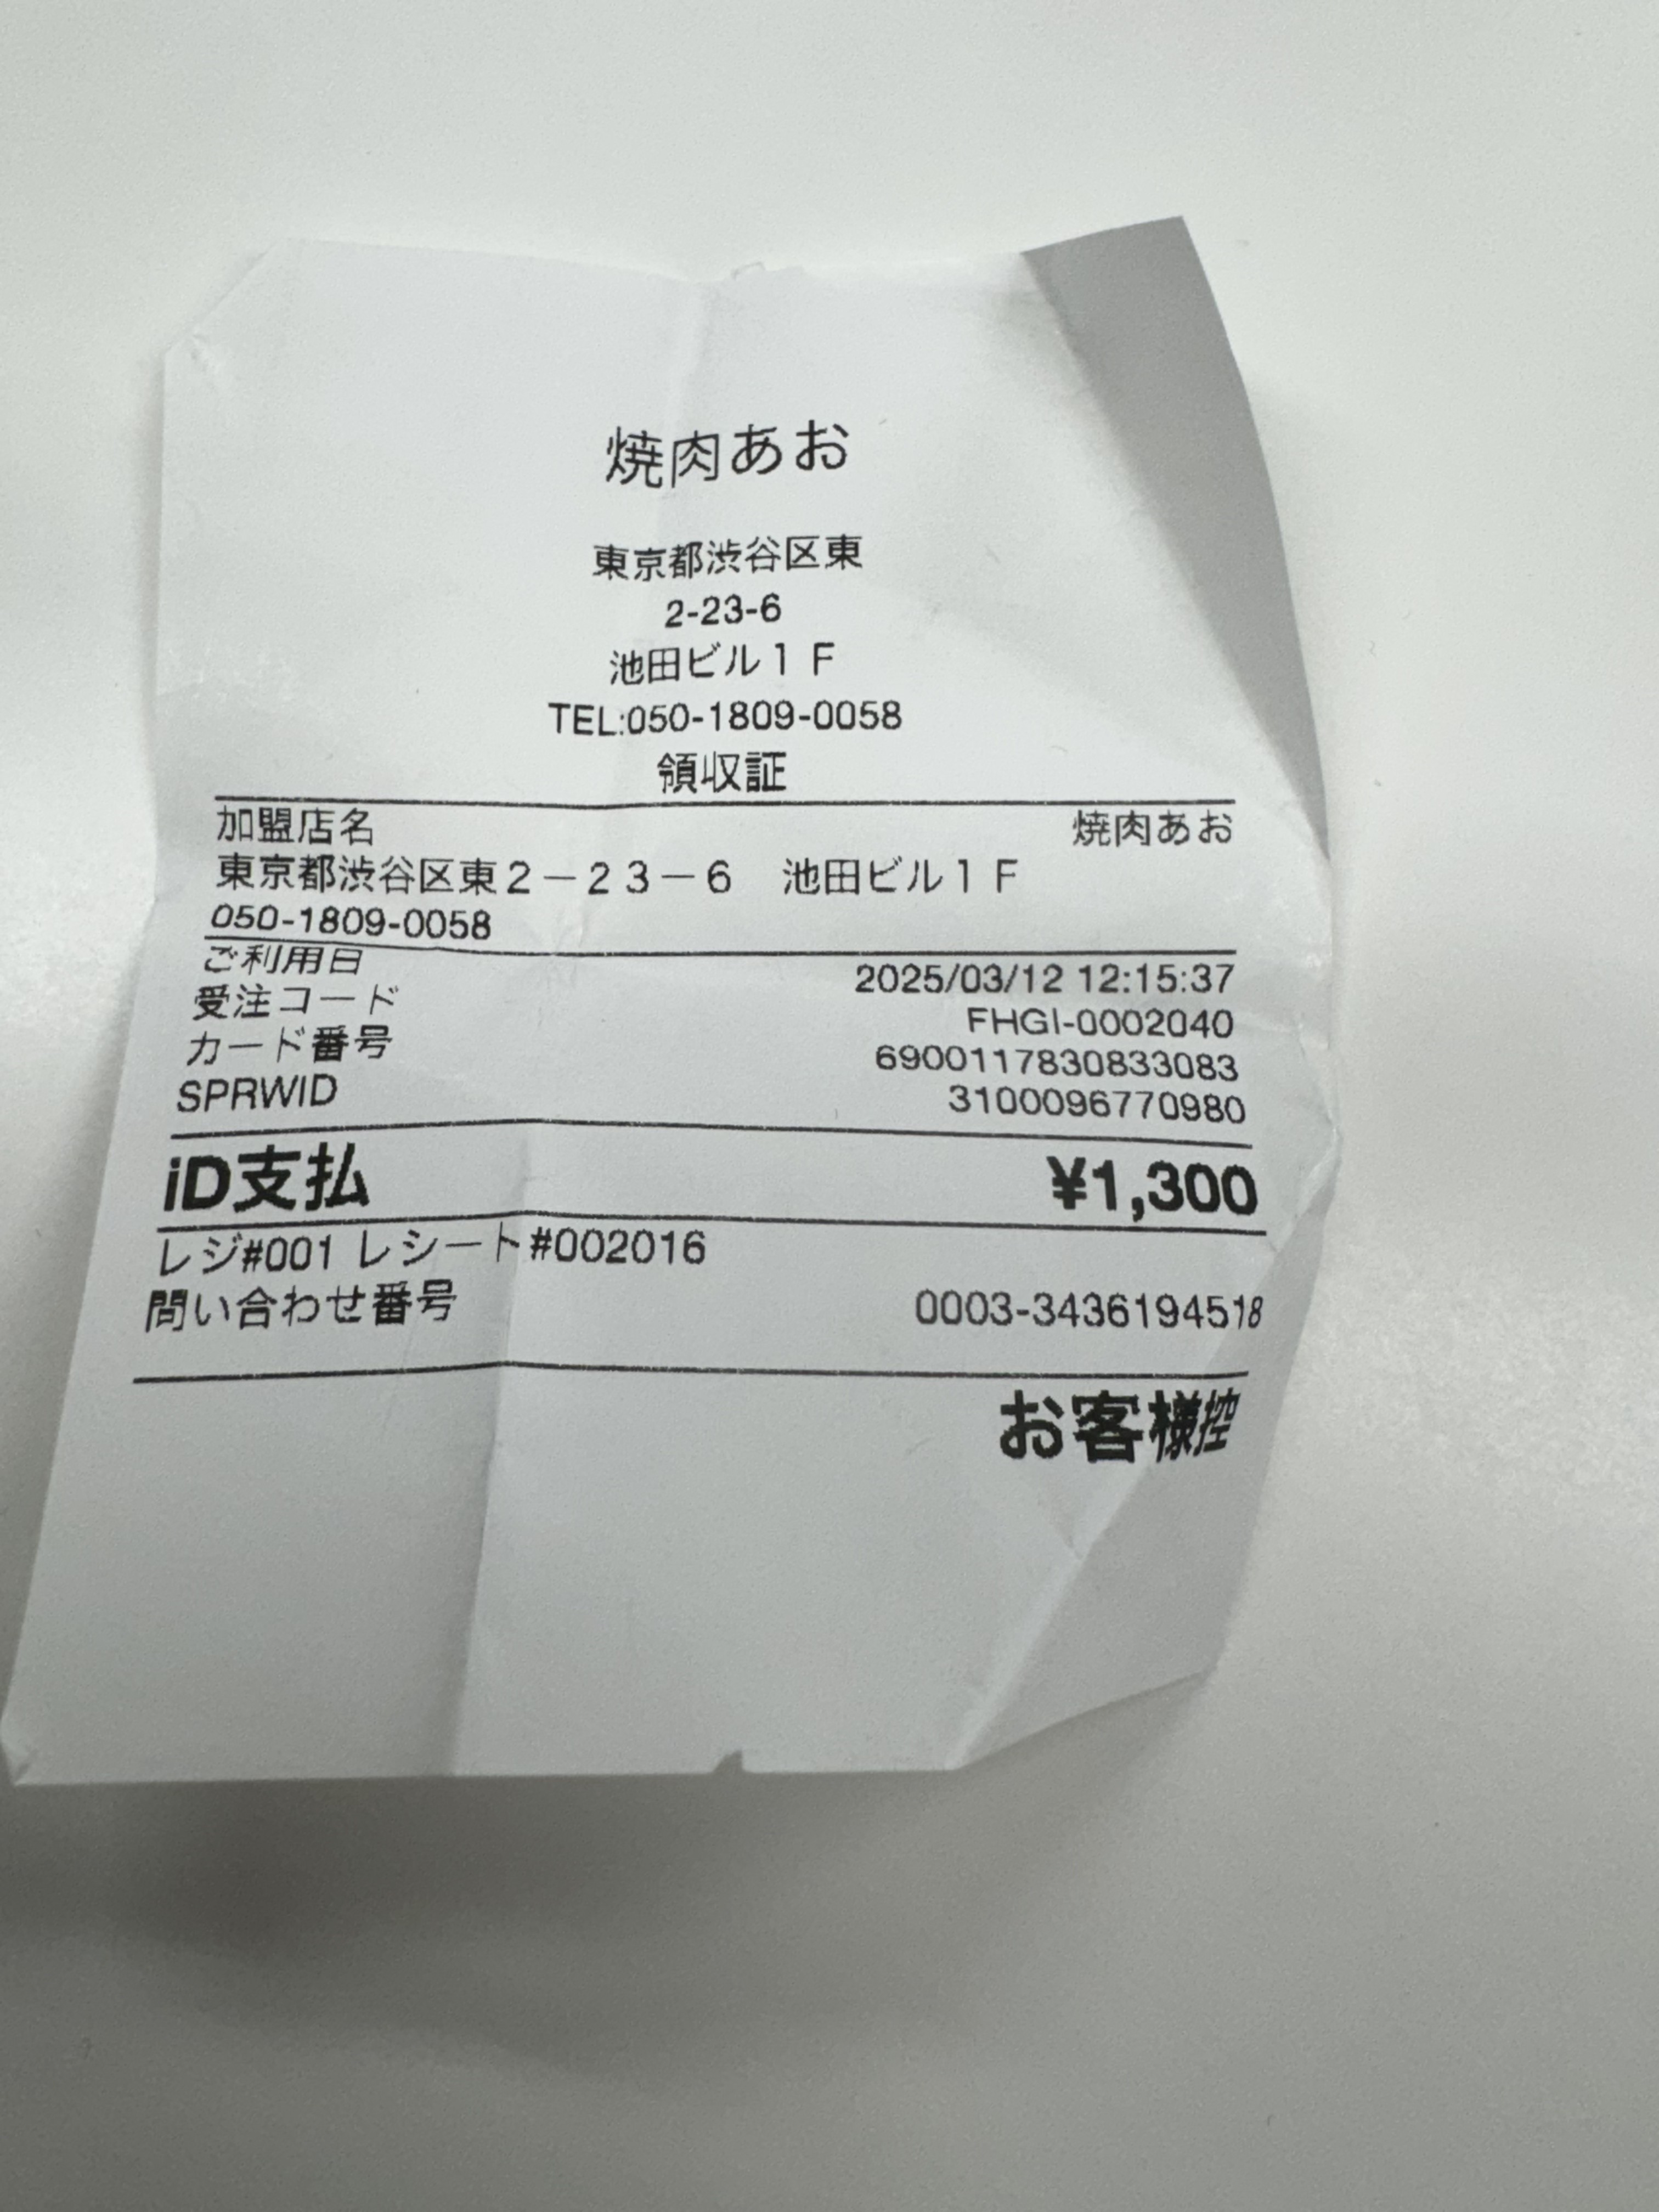 焼肉あお
東京都渋谷区東
2-23-6
池田ビル1F
TEL:050-1809-0058
領収証
加盟店名 焼肉あお
東京都渋谷区東2-23-6 池田ビル1F
050-1809-0058
ご利用日 2025/03/12 12:15:37
受注コード FHGI-0002040
カード番号 6900117830833083
SPRWID 3100096770980
iD支払 ¥1,300
レジ#001 レシート#002016
問い合わせ番号 0003-3436194518
お客様控